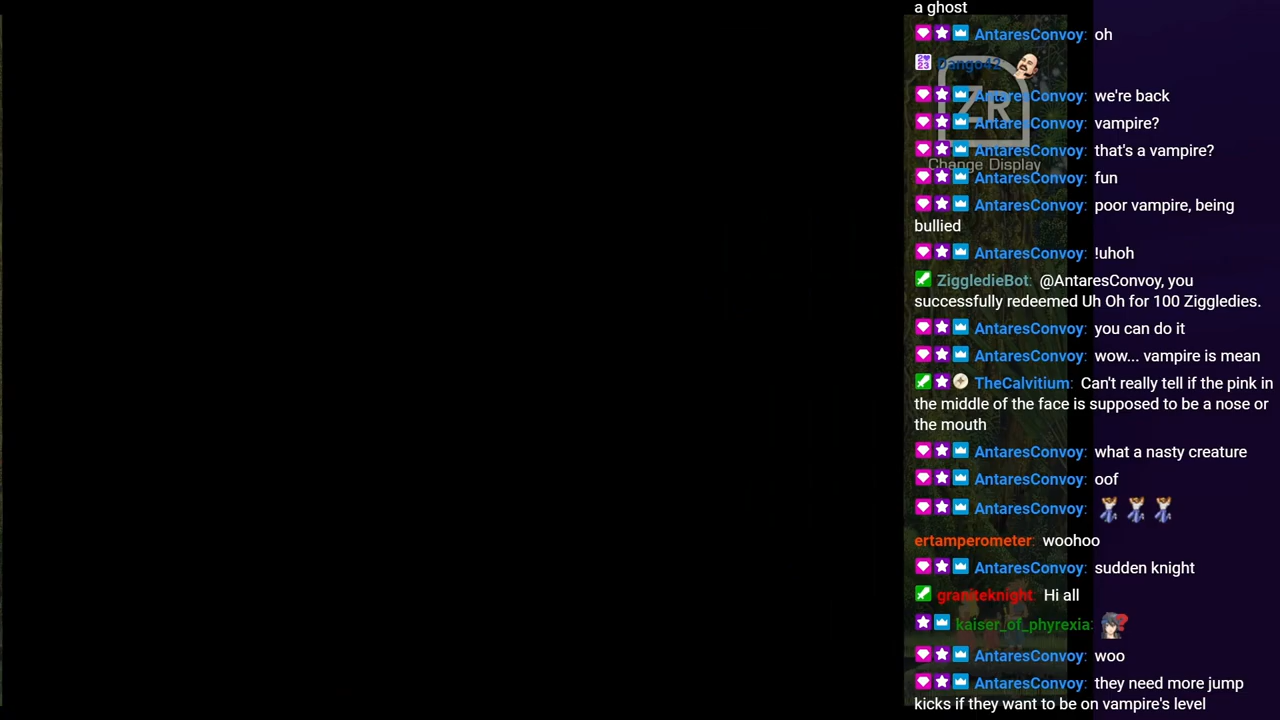 a ghost
AntaresConvoy: oh
Dango42
ZR
AntaresConvoy: we're back
AntaresConvoy: vampire?
AntaresConvoy: that's a vampire?
Change Display
AntaresConvoy: fun
AntaresConvoy: poor vampire, being
bullied
AntaresConvoy: !uhoh
ZiggledieBot: @AntaresConvoy, you
successfully redeemed Uh Oh for 100 Ziggledies.
AntaresConvoy: you can do it
AntaresConvoy: wow... vampire is mean
TheCalvitium: Can't really tell if the pink in
the middle of the face is supposed to be a nose or
the mouth
AntaresConvoy: what a nasty creature
AntaresConvoy: oof
AntaresConvoy:
ertamperometer: woohoo
AntaresConvoy: sudden knight
graniteknight: Hi all
kaiser_of_phyrexia:
AntaresConvoy: woo
AntaresConvoy: they need more jump
kicks if they want to be on vampire's level